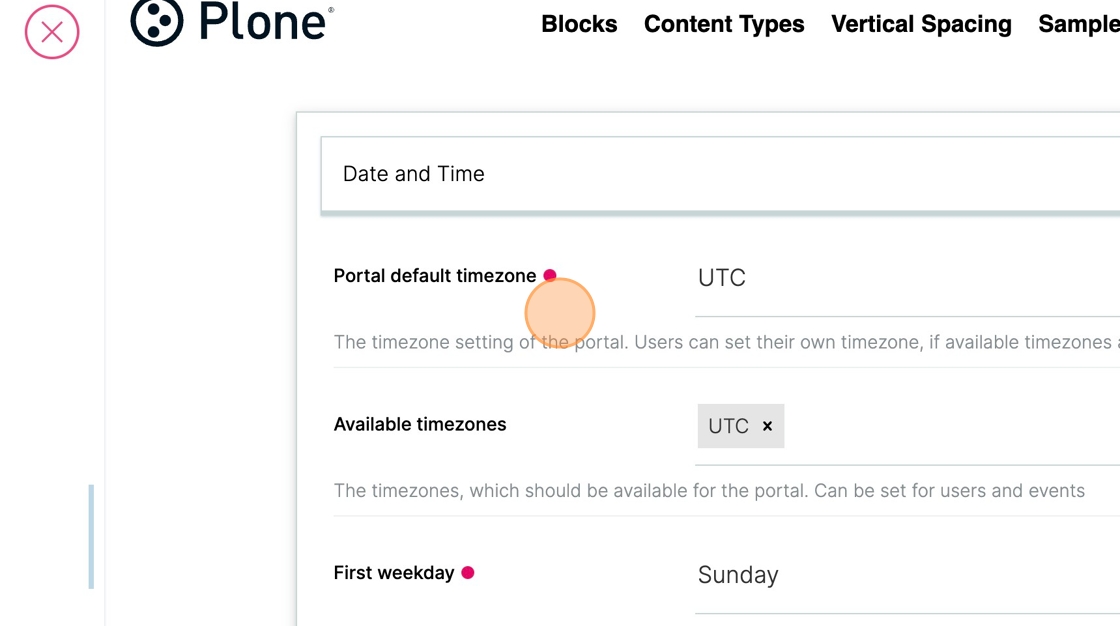 Plone®
Blocks Content Types Vertical Spacing Sample
Date and Time
Portal default timezone
UTC
The timezone setting of the portal. Users can set their own timezone, if available timezones a
Available timezones
UTC ×
The timezones, which should be available for the portal. Can be set for users and events
First weekday
Sunday